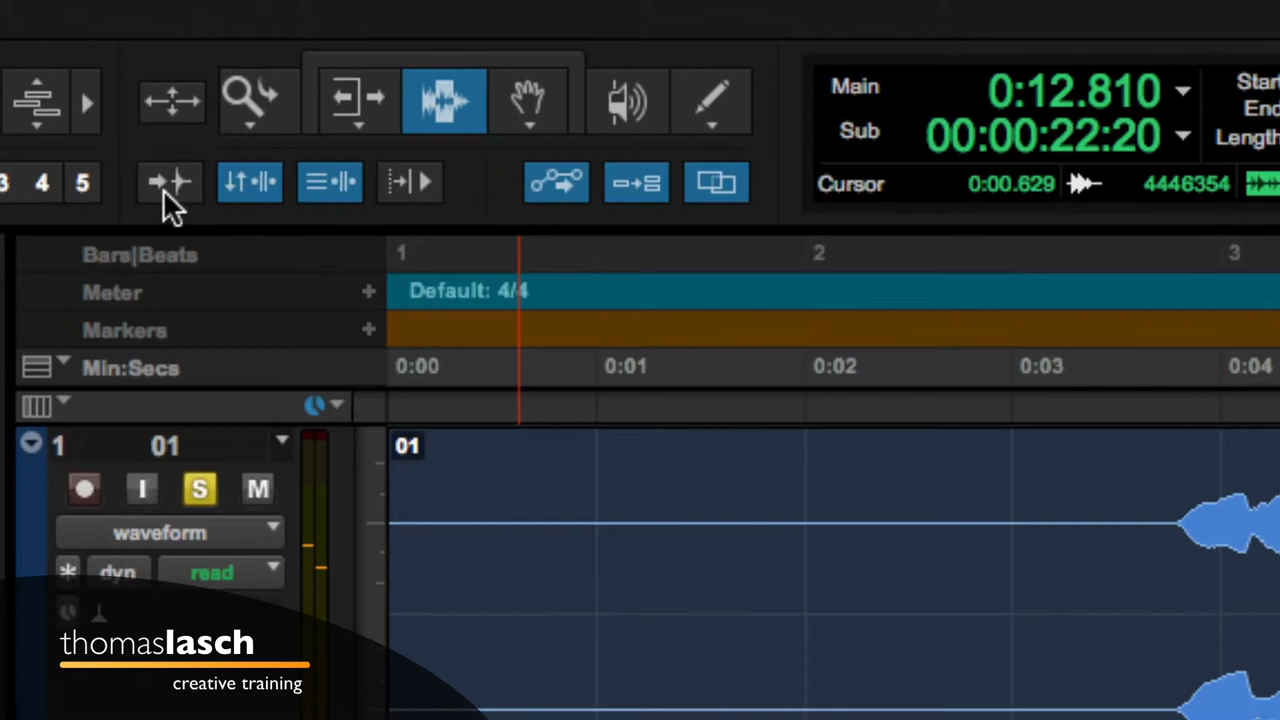 Main 0:12.810
Sub 00:00:22:20
Start
End
Length
3 4 5
Cursor 0:00.629 4446354
Bars|Beats 1 2 3
Meter + Default: 4/4
Markers +
Min:Secs 0:00 0:01 0:02 0:03 0:04
1 01 01
I S M
waveform
* dyn read
thomaslasch
creative training